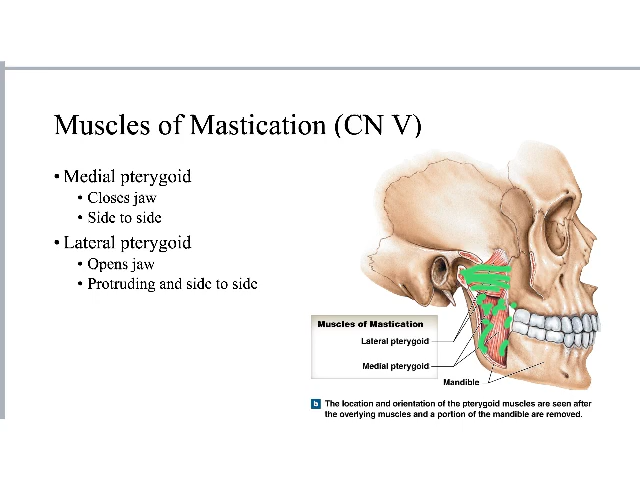 Muscles of Mastication (CN V)
• Medial pterygoid
• Closes jaw
• Side to side
• Lateral pterygoid
• Opens jaw
• Protruding and side to side
Muscles of Mastication
Lateral pterygoid
Medial pterygoid
Mandible
b The location and orientation of the pterygoid muscles are seen after
the overlying muscles and a portion of the mandible are removed.